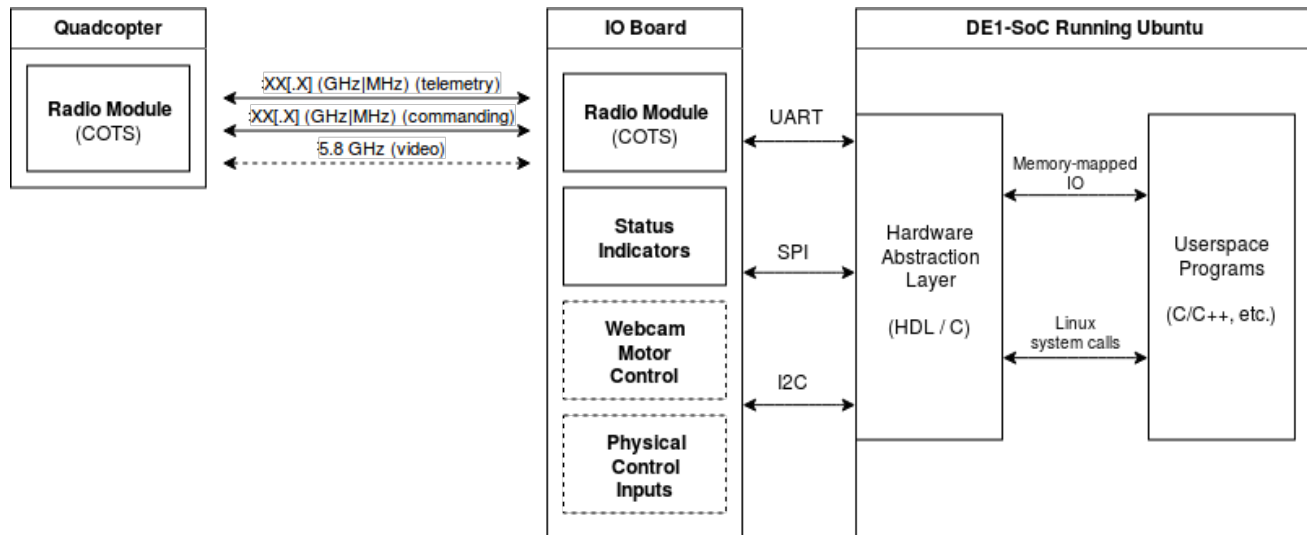 Quadcopter
Radio Module
(COTS)
:XX[.X] (GHz|MHz) (telemetry)
:XX[.X] (GHz|MHz) (commanding)
5.8 GHz (video)
IO Board
Radio Module
(COTS)
Status
Indicators
Webcam
Motor
Control
Physical
Control
Inputs
UART
SPI
I2C
DE1-SoC Running Ubuntu
Hardware
Abstraction
Layer
(HDL / C)
Memory-mapped
IO
Linux
system calls
Userspace
Programs
(C/C++, etc.)